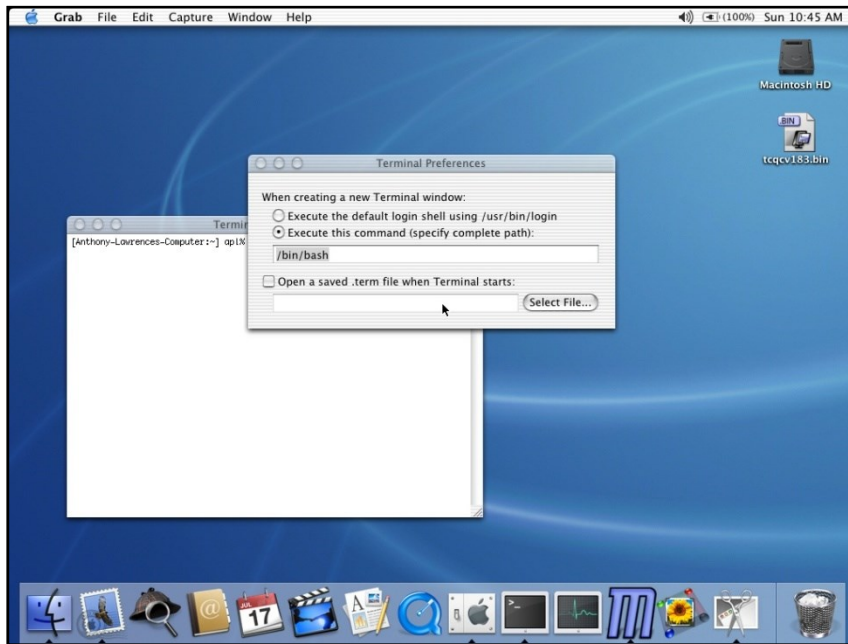 Grab File Edit Capture Window Help (100%) Sun 10:45 AM
Macintosh HD
BIN
tcqcv183.bin
Terminal Preferences
When creating a new Terminal window:
Execute the default login shell using /usr/bin/login
Execute this command (specify complete path):
/bin/bash
Open a saved .term file when Terminal starts:
Select File...
Termin
[Anthony-Lawrences-Computer:~] apl%
JUL
17